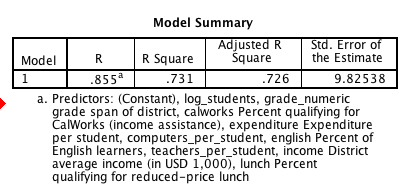 Model Summary
Model R R Square Adjusted R Square Std. Error of the Estimate
1 .855a .731 .726 9.82538
a. Predictors: (Constant), log_students, grade_numeric
grade span of district, calworks Percent qualifying for
CalWorks (income assistance), expenditure Expenditure
per student, computers_per_student, english Percent of
English learners, teachers_per_student, income District
average income (in USD 1,000), lunch Percent
qualifying for reduced-price lunch